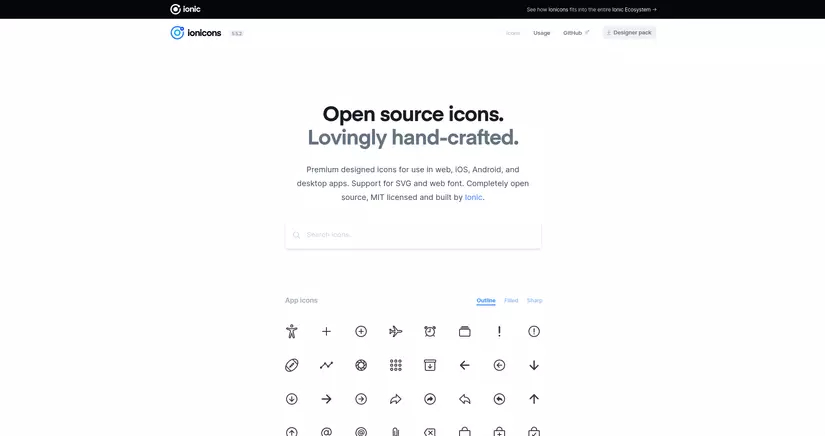 ionic
See how Ionicons fits into the entire Ionic Ecosystem →
ionicons
5.5.2
Icons
Usage
GitHub
Designer pack
Open source icons.
Lovingly hand-crafted.
Premium designed icons for use in web, iOS, Android, and
desktop apps. Support for SVG and web font. Completely open
source, MIT licensed and built by Ionic.
Search icons...
App icons
Outline
Filled
Sharp